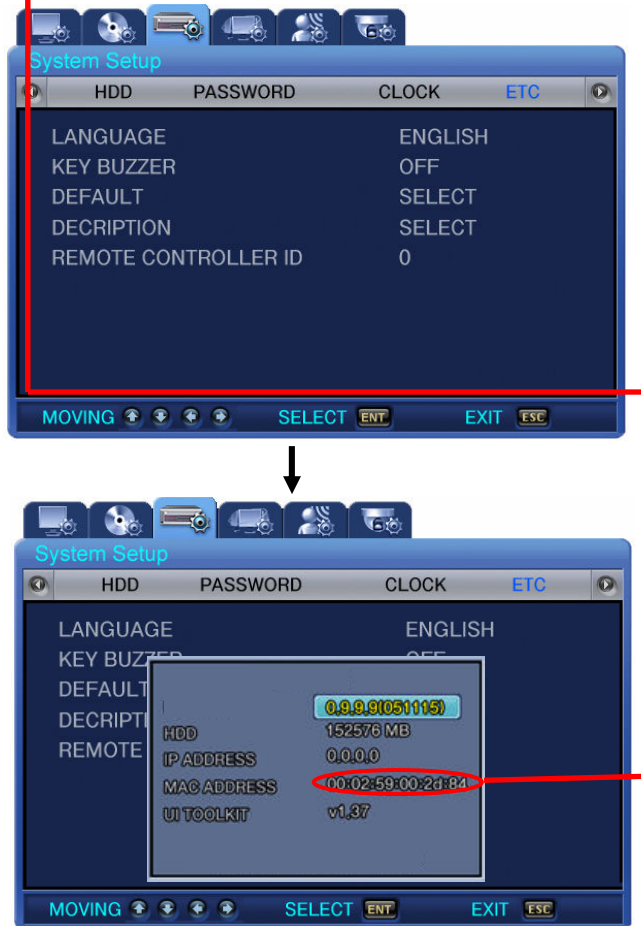 System Setup
HDD PASSWORD CLOCK ETC
LANGUAGE ENGLISH
KEY BUZZER OFF
DEFAULT SELECT
DECRIPTION SELECT
REMOTE CONTROLLER ID 0
MOVING SELECT ENT EXIT ESC
System Setup
HDD PASSWORD CLOCK ETC
LANGUAGE ENGLISH
KEY BUZZER OFF
DEFAULT
0.9.9.9(051115)
DECRIPTI
HDD 152576 MB
REMOTE
IP ADDRESS 0.0.0.0
MAC ADDRESS 00:02:59:00:2d:84
UI TOOLKIT v1.37
MOVING SELECT ENT EXIT ESC